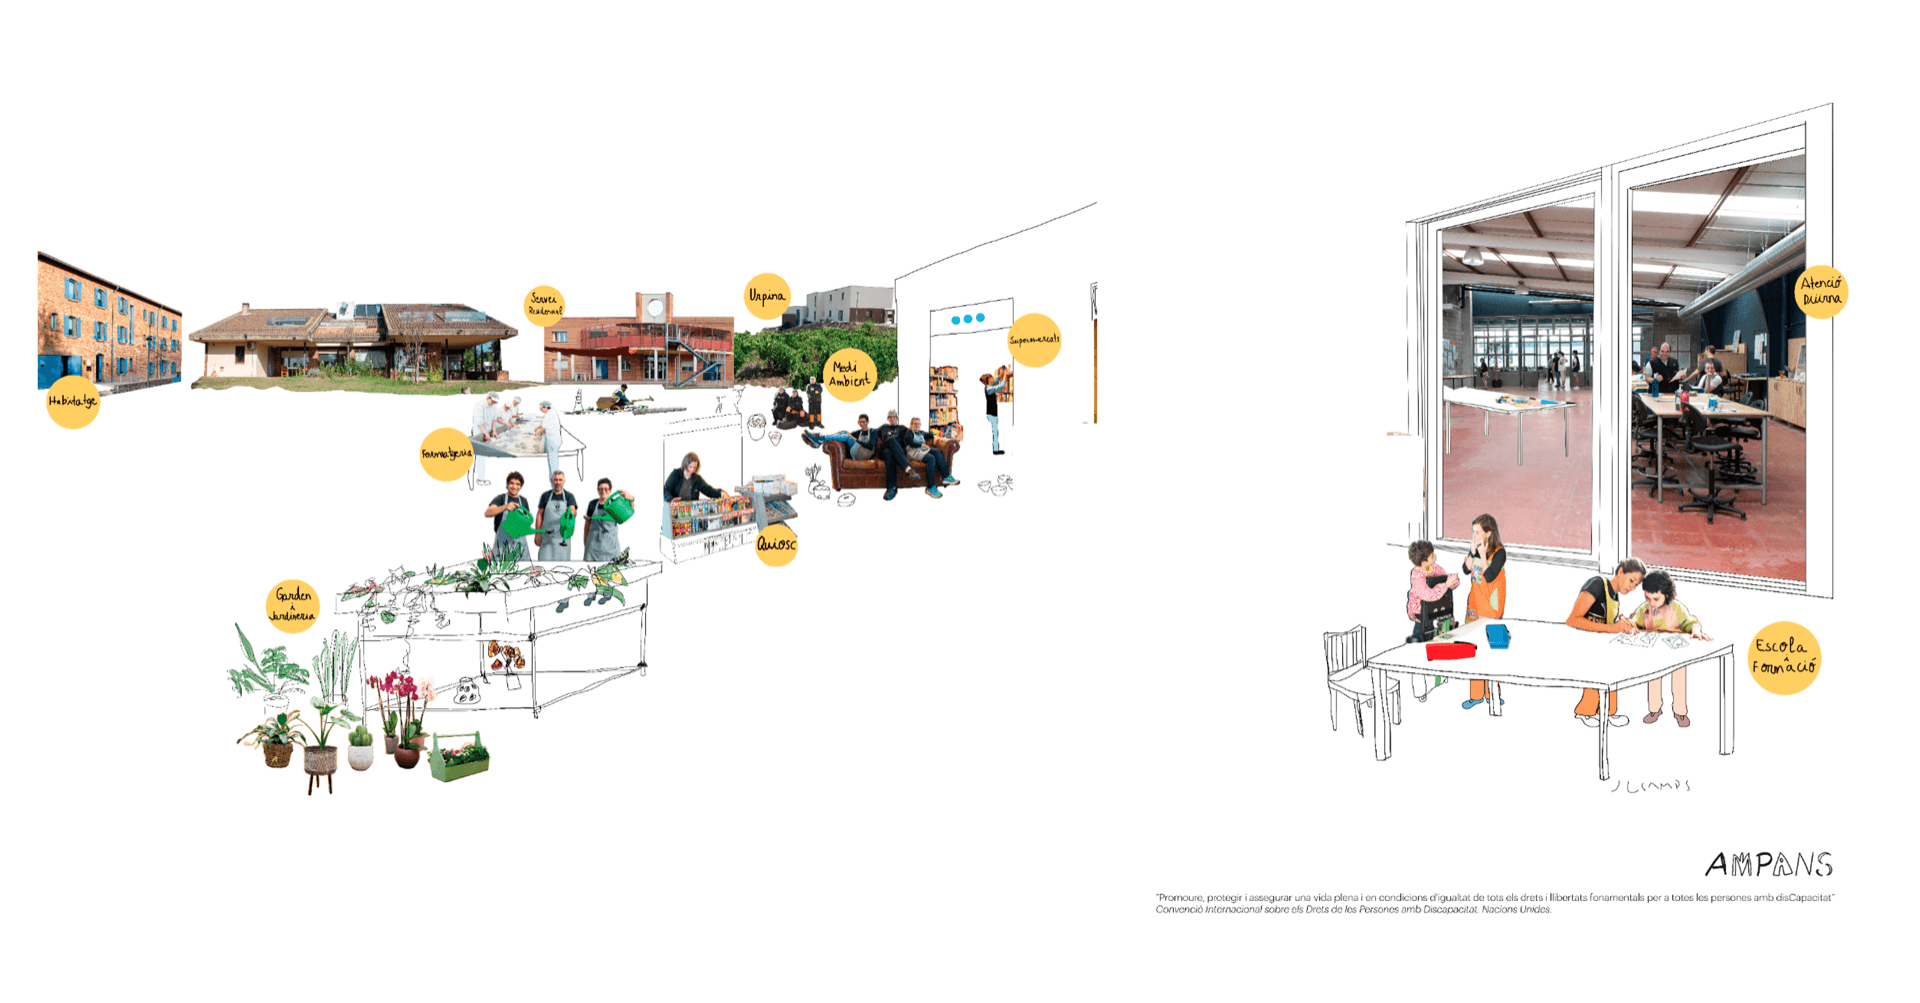 Habitatge
Servei
Residencial
Urpina
Medi
Ambient
Supermercats
Formatgeria
Quiosc
Garden
i
Jardineria
Atenció
Diürna
Escola
i
Formació
AMPANS
"Promoure, protegir i assegurar una vida plena i en condicions d'igualtat de tots els drets i llibertats fonamentals per a totes les persones amb disCapacitat"
Convenció Internacional sobre els Drets de les Persones amb Discapacitat. Nacions Unides.